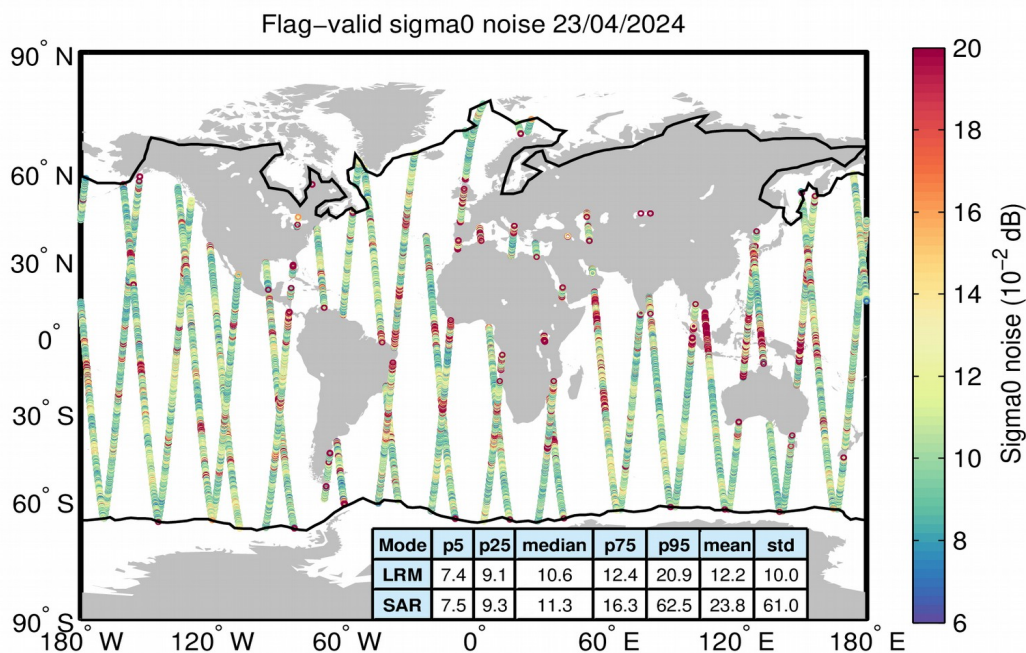 Flag−valid sigma0 noise 23/04/2024
90° N
60° N
30° N
0°
30° S
60° S
90° S
180° W
120° W
60° W
0°
60° E
120° E
180° E
Mode p5 p25 median p75 p95 mean std
LRM 7.4 9.1 10.6 12.4 20.9 12.2 10.0
SAR 7.5 9.3 11.3 16.3 62.5 23.8 61.0
20
18
16
14
12
10
8
6
Sigma0 noise (10⁻² dB)